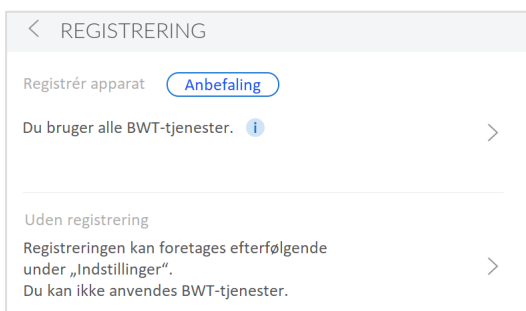 REGISTRERING
Registrér apparat Anbefaling
Du bruger alle BWT-tjenester. i
Uden registrering
Registreringen kan foretages efterfølgende
under „Indstillinger“.
Du kan ikke anvendes BWT-tjenester.